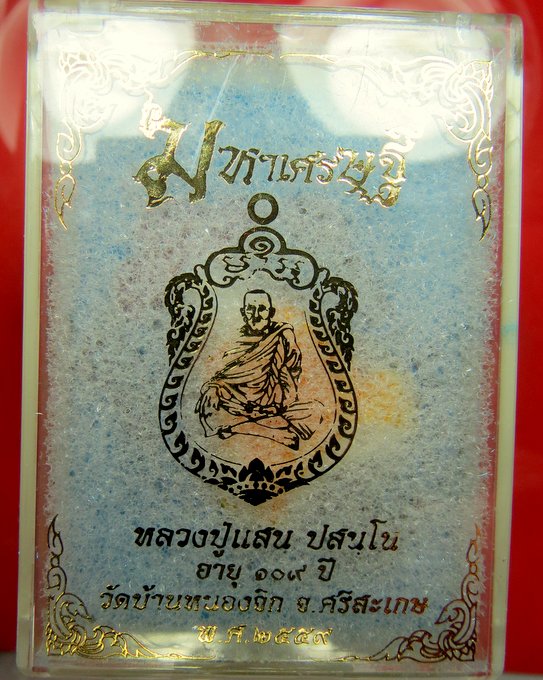 มหาเศรษฐี
หลวงปู่แสน ปสนฺโน
อายุ ๑๐๙ ปี
วัดบ้านหนองจิก จ.ศรีสะเกษ
พ.ศ.๒๕๕๙